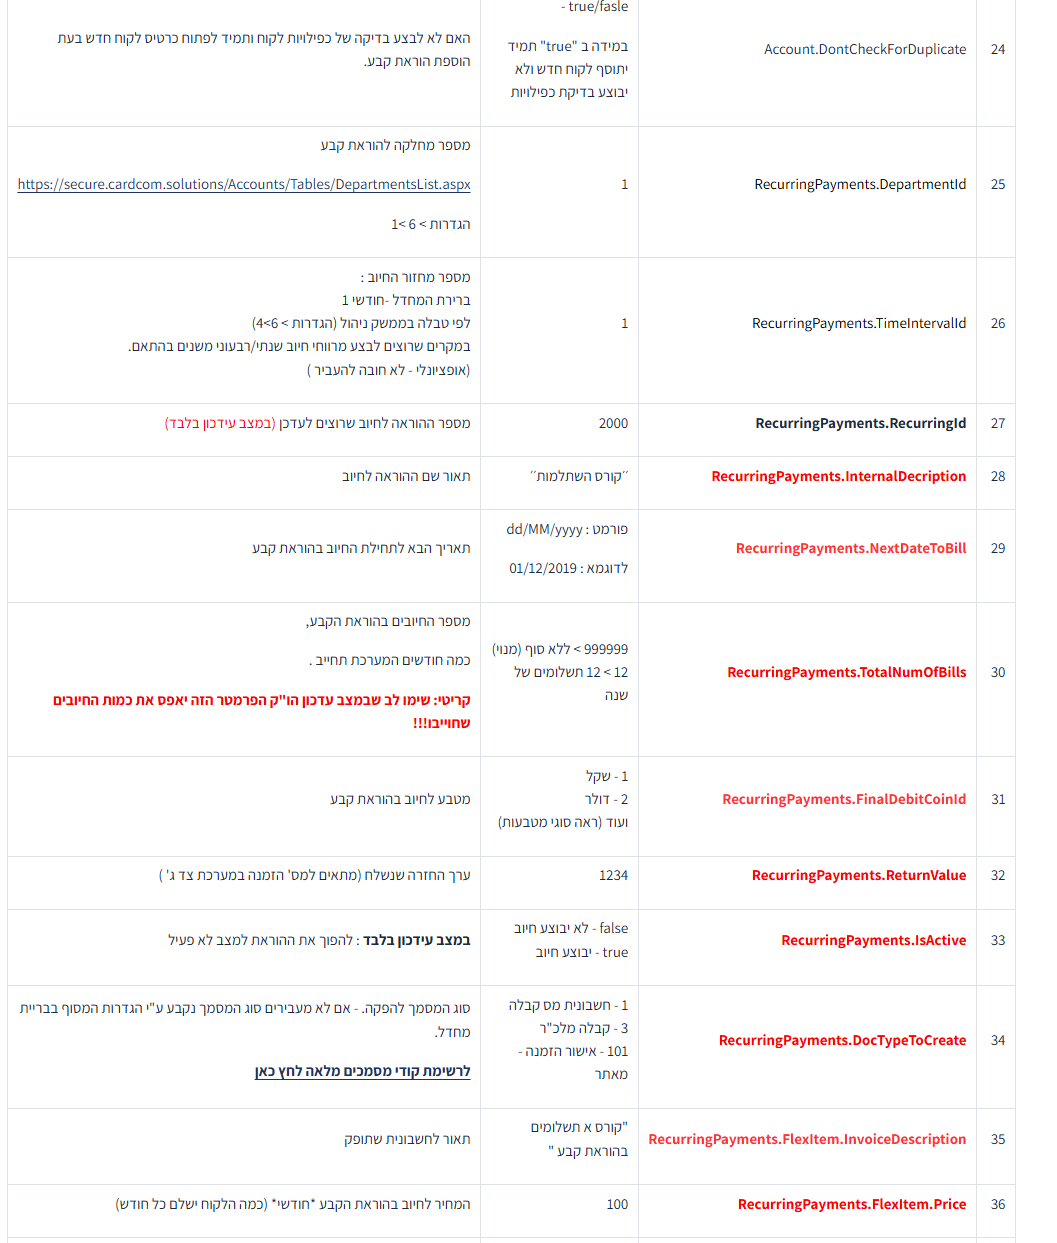 24
Account.DontCheckForDuplicate
true/fasle -
במידה ב "true" תמיד
יתוסף לקוח חדש ולא
יבוצע בדיקת כפילויות
האם לא לבצע בדיקה של כפילויות לקוח ותמיד לפתוח כרטיס לקוח חדש בעת
הוספת הוראת קבע.
25
RecurringPayments.DepartmentId
1
מספר מחלקה להוראת קבע
https://secure.cardcom.solutions/Accounts/Tables/DepartmentsList.aspx
הגדרות > 6 >1
26
RecurringPayments.TimeIntervalId
1
מספר מחזור החיוב :
ברירת המחדל -חודשי 1
לפי טבלה בממשק ניהול (הגדרות > 6>4)
במקרים שרוצים לבצע מרווחי חיוב שנתי/רבעוני משנים בהתאם.
(אופציונלי - לא חובה להעביר )
27
RecurringPayments.RecurringId
2000
מספר ההוראה לחיוב שרוצים לעדכן (במצב עידכון בלבד)
28
RecurringPayments.InternalDecription
״קורס השתלמות״
תאור שם ההוראה לחיוב
29
RecurringPayments.NextDateToBill
פורמט : dd/MM/yyyy
לדוגמא : 01/12/2019
תאריך הבא לתחילת החיוב בהוראת קבע
30
RecurringPayments.TotalNumOfBills
999999 > ללא סוף (מנוי)
12 > 12 תשלומים של
שנה
מספר החיובים בהוראת הקבע,
כמה חודשים המערכת תחייב .
קריטי: שימו לב שבמצב עדכון הו"ק הפרמטר הזה יאפס את כמות החיובים
שחוייבו!!!
31
RecurringPayments.FinalDebitCoinId
1 - שקל
2 - דולר
ועוד (ראה סוגי מטבעות)
מטבע לחיוב בהוראת קבע
32
RecurringPayments.ReturnValue
1234
ערך החזרה שנשלח (מתאים למס' הזמנה במערכת צד ג' )
33
RecurringPayments.IsActive
false - לא יבוצע חיוב
true - יבוצע חיוב
במצב עידכון בלבד : להפוך את ההוראת למצב לא פעיל
34
RecurringPayments.DocTypeToCreate
1 - חשבונית מס קבלה
3 - קבלה מלכ"ר
101 - אישור הזמנה -
מאתר
סוג המסמך להפקה. - אם לא מעבירים סוג המסמך נקבע ע"י הגדרות המסוף בבריית
מחדל.
לרשימת קודי מסמכים מלאה לחץ כאן
35
RecurringPayments.FlexItem.InvoiceDescription
"קורס א תשלומים
בהוראת קבע "
תאור לחשבונית שתופק
36
RecurringPayments.FlexItem.Price
100
המחיר לחיוב בהוראת הקבע *חודשי* (כמה הלקוח ישלם כל חודש)